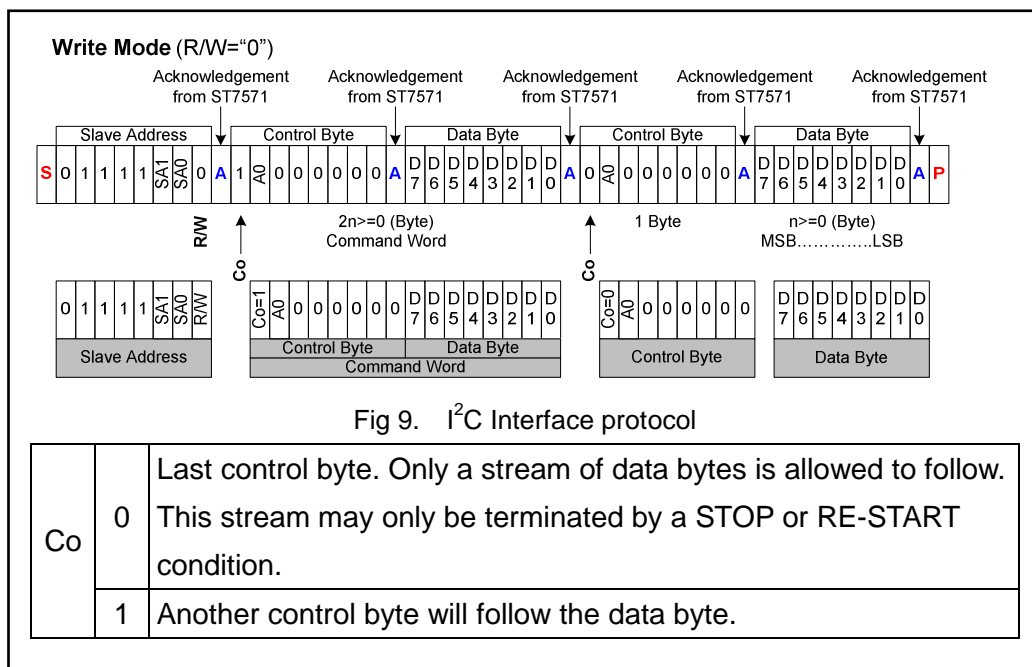 Write Mode (R/W=“0”)
Acknowledgement from ST7571 Acknowledgement from ST7571 Acknowledgement from ST7571 Acknowledgement from ST7571 Acknowledgement from ST7571
Slave Address Control Byte Data Byte Control Byte Data Byte
S 0 1 1 1 1 SA1 SA0 0 A 1 A0 0 0 0 0 0 0 A D7 D6 D5 D4 D3 D2 D1 D0 A 0 A0 0 0 0 0 0 0 A D7 D6 D5 D4 D3 D2 D1 D0 A P
R/W Co 2n>=0 (Byte) Co 1 Byte n>=0 (Byte)
Command Word MSB…………..LSB
0 1 1 1 1 SA1 SA0 R/W Co=1 A0 0 0 0 0 0 0 D7 D6 D5 D4 D3 D2 D1 D0 Co=0 A0 0 0 0 0 0 0 D7 D6 D5 D4 D3 D2 D1 D0
Slave Address Control Byte Data Byte Control Byte Data Byte
Command Word
Fig 9. I²C Interface protocol
Co 0 Last control byte. Only a stream of data bytes is allowed to follow.
This stream may only be terminated by a STOP or RE-START
condition.
1 Another control byte will follow the data byte.